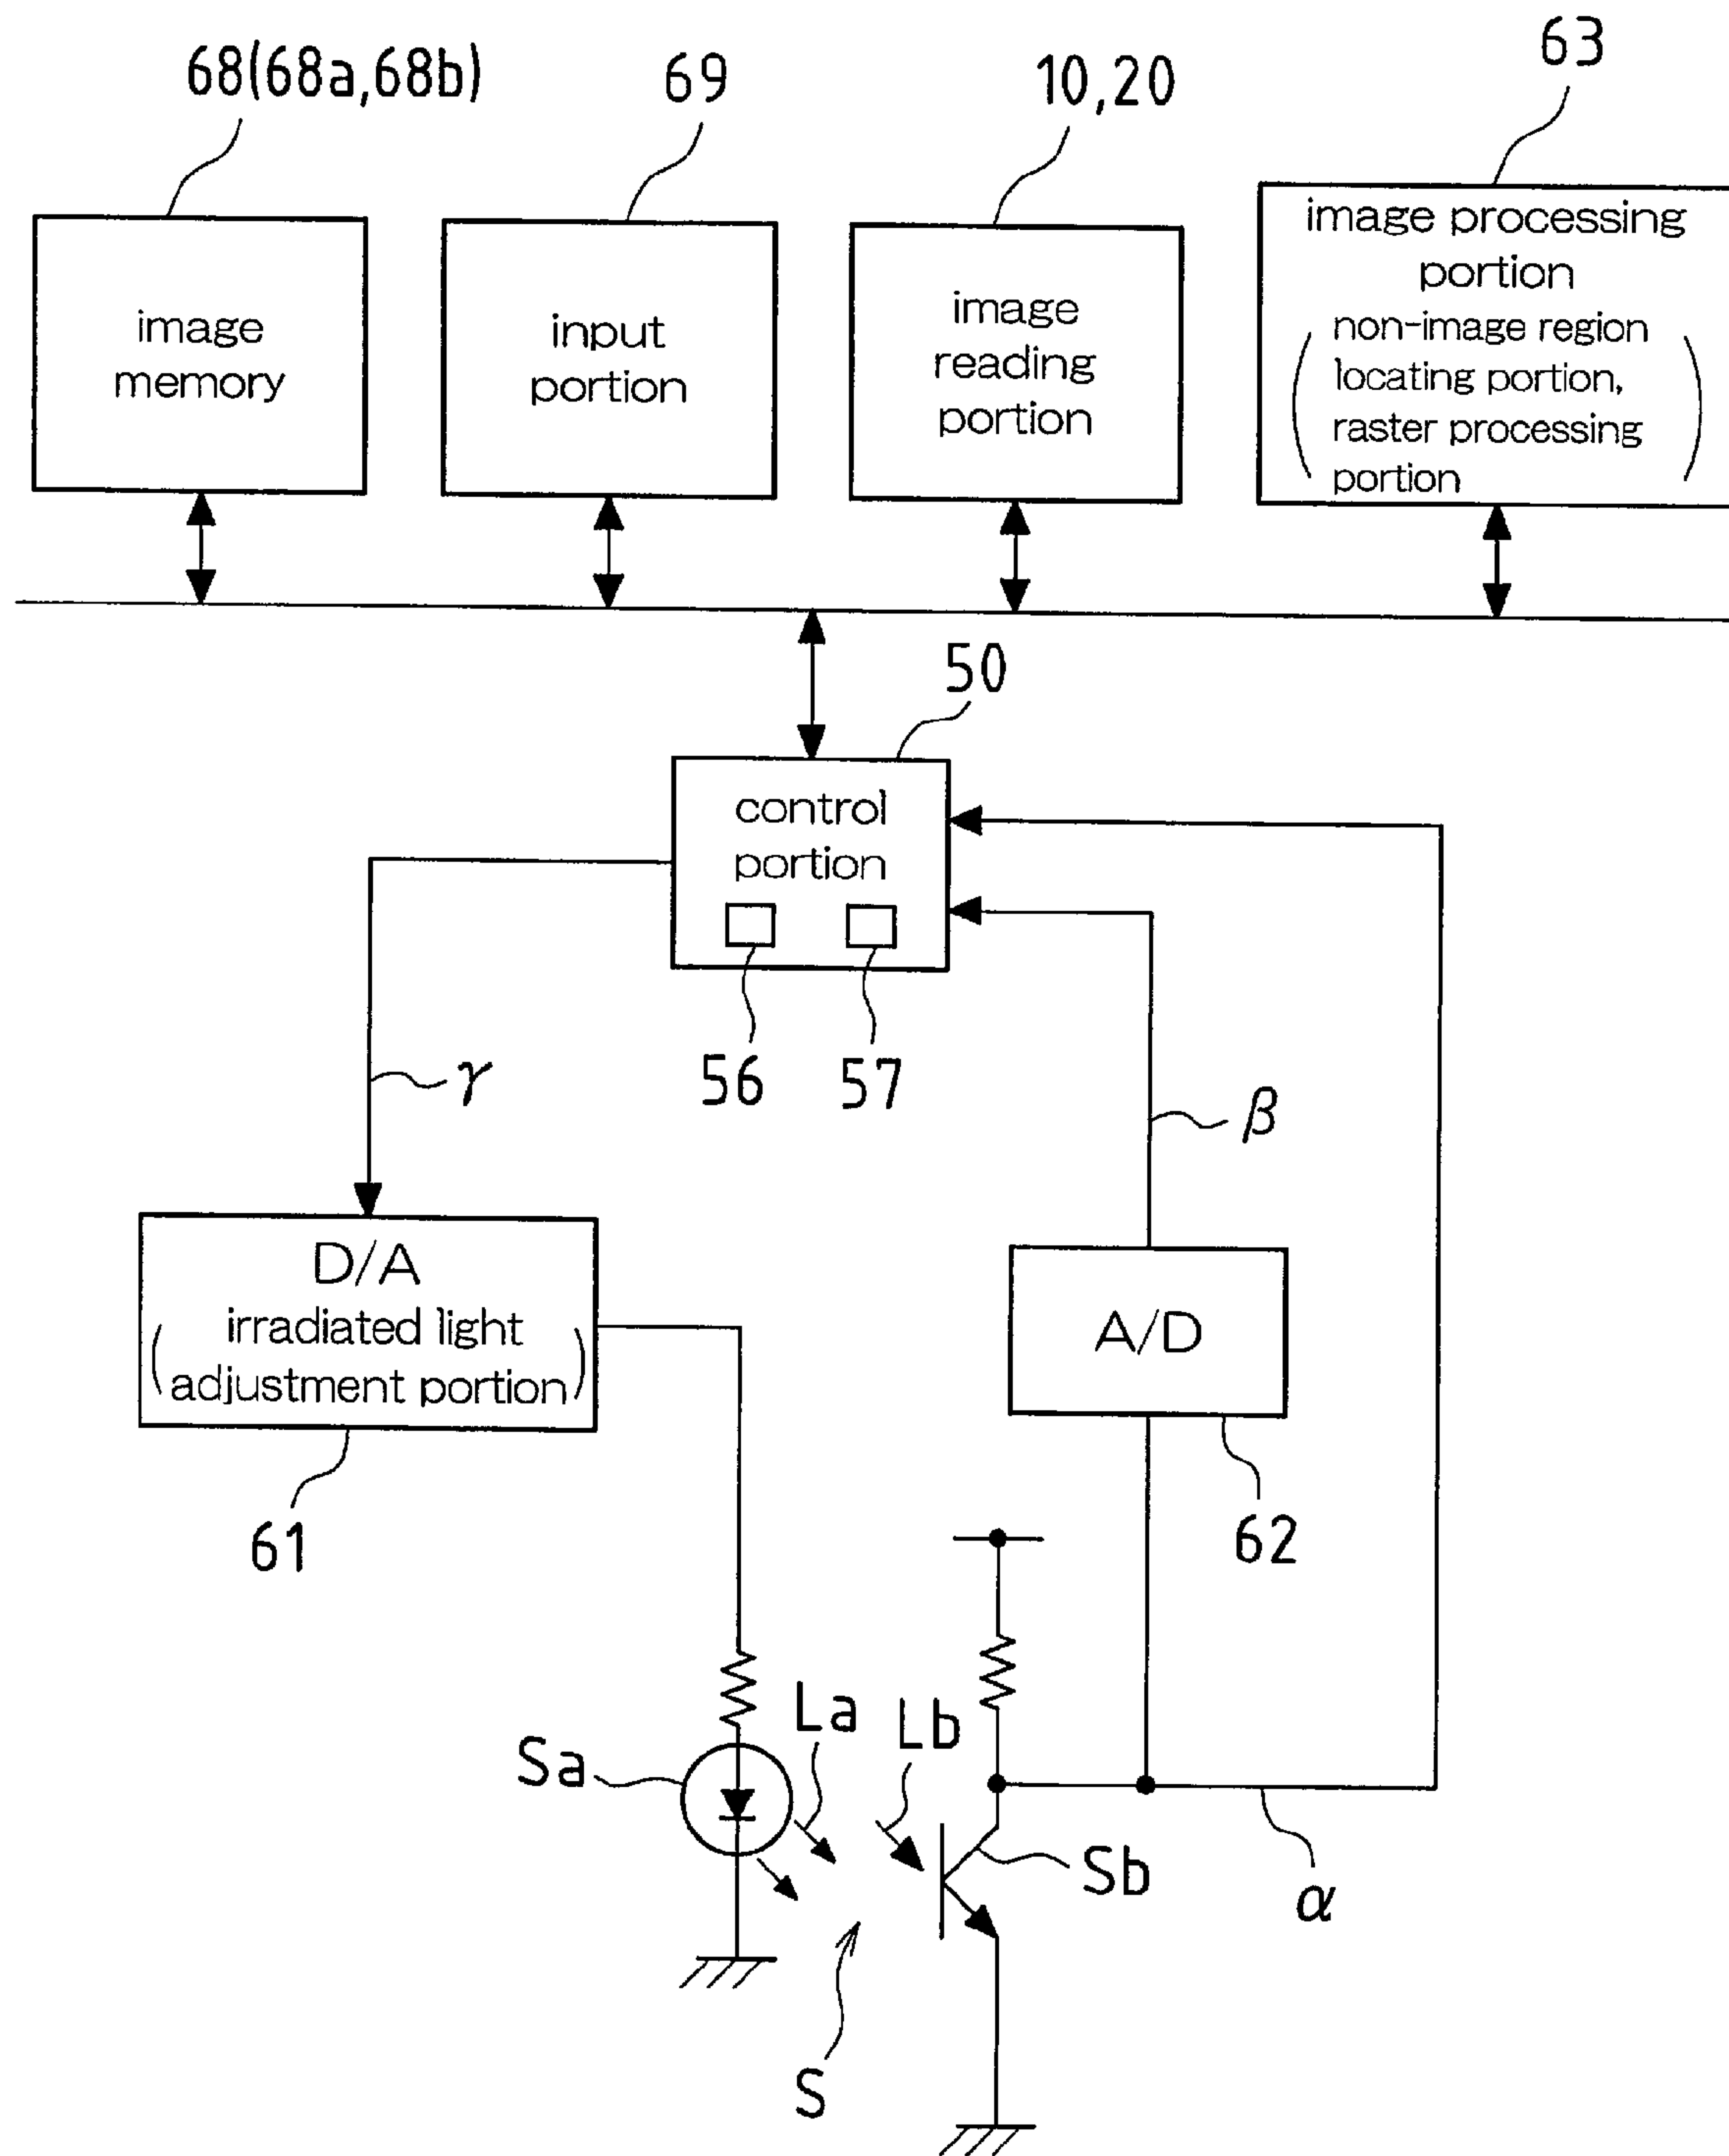 68(68a,68b)
69
10,20
63
image
memory
input
portion
image
reading
portion
image processing
portion
non-image region
locating portion,
raster processing
portion
50
control
portion
56
57
γ
β
D/A
irradiated light
adjustment portion
61
A/D
62
Sa
La
Lb
Sb
α
S